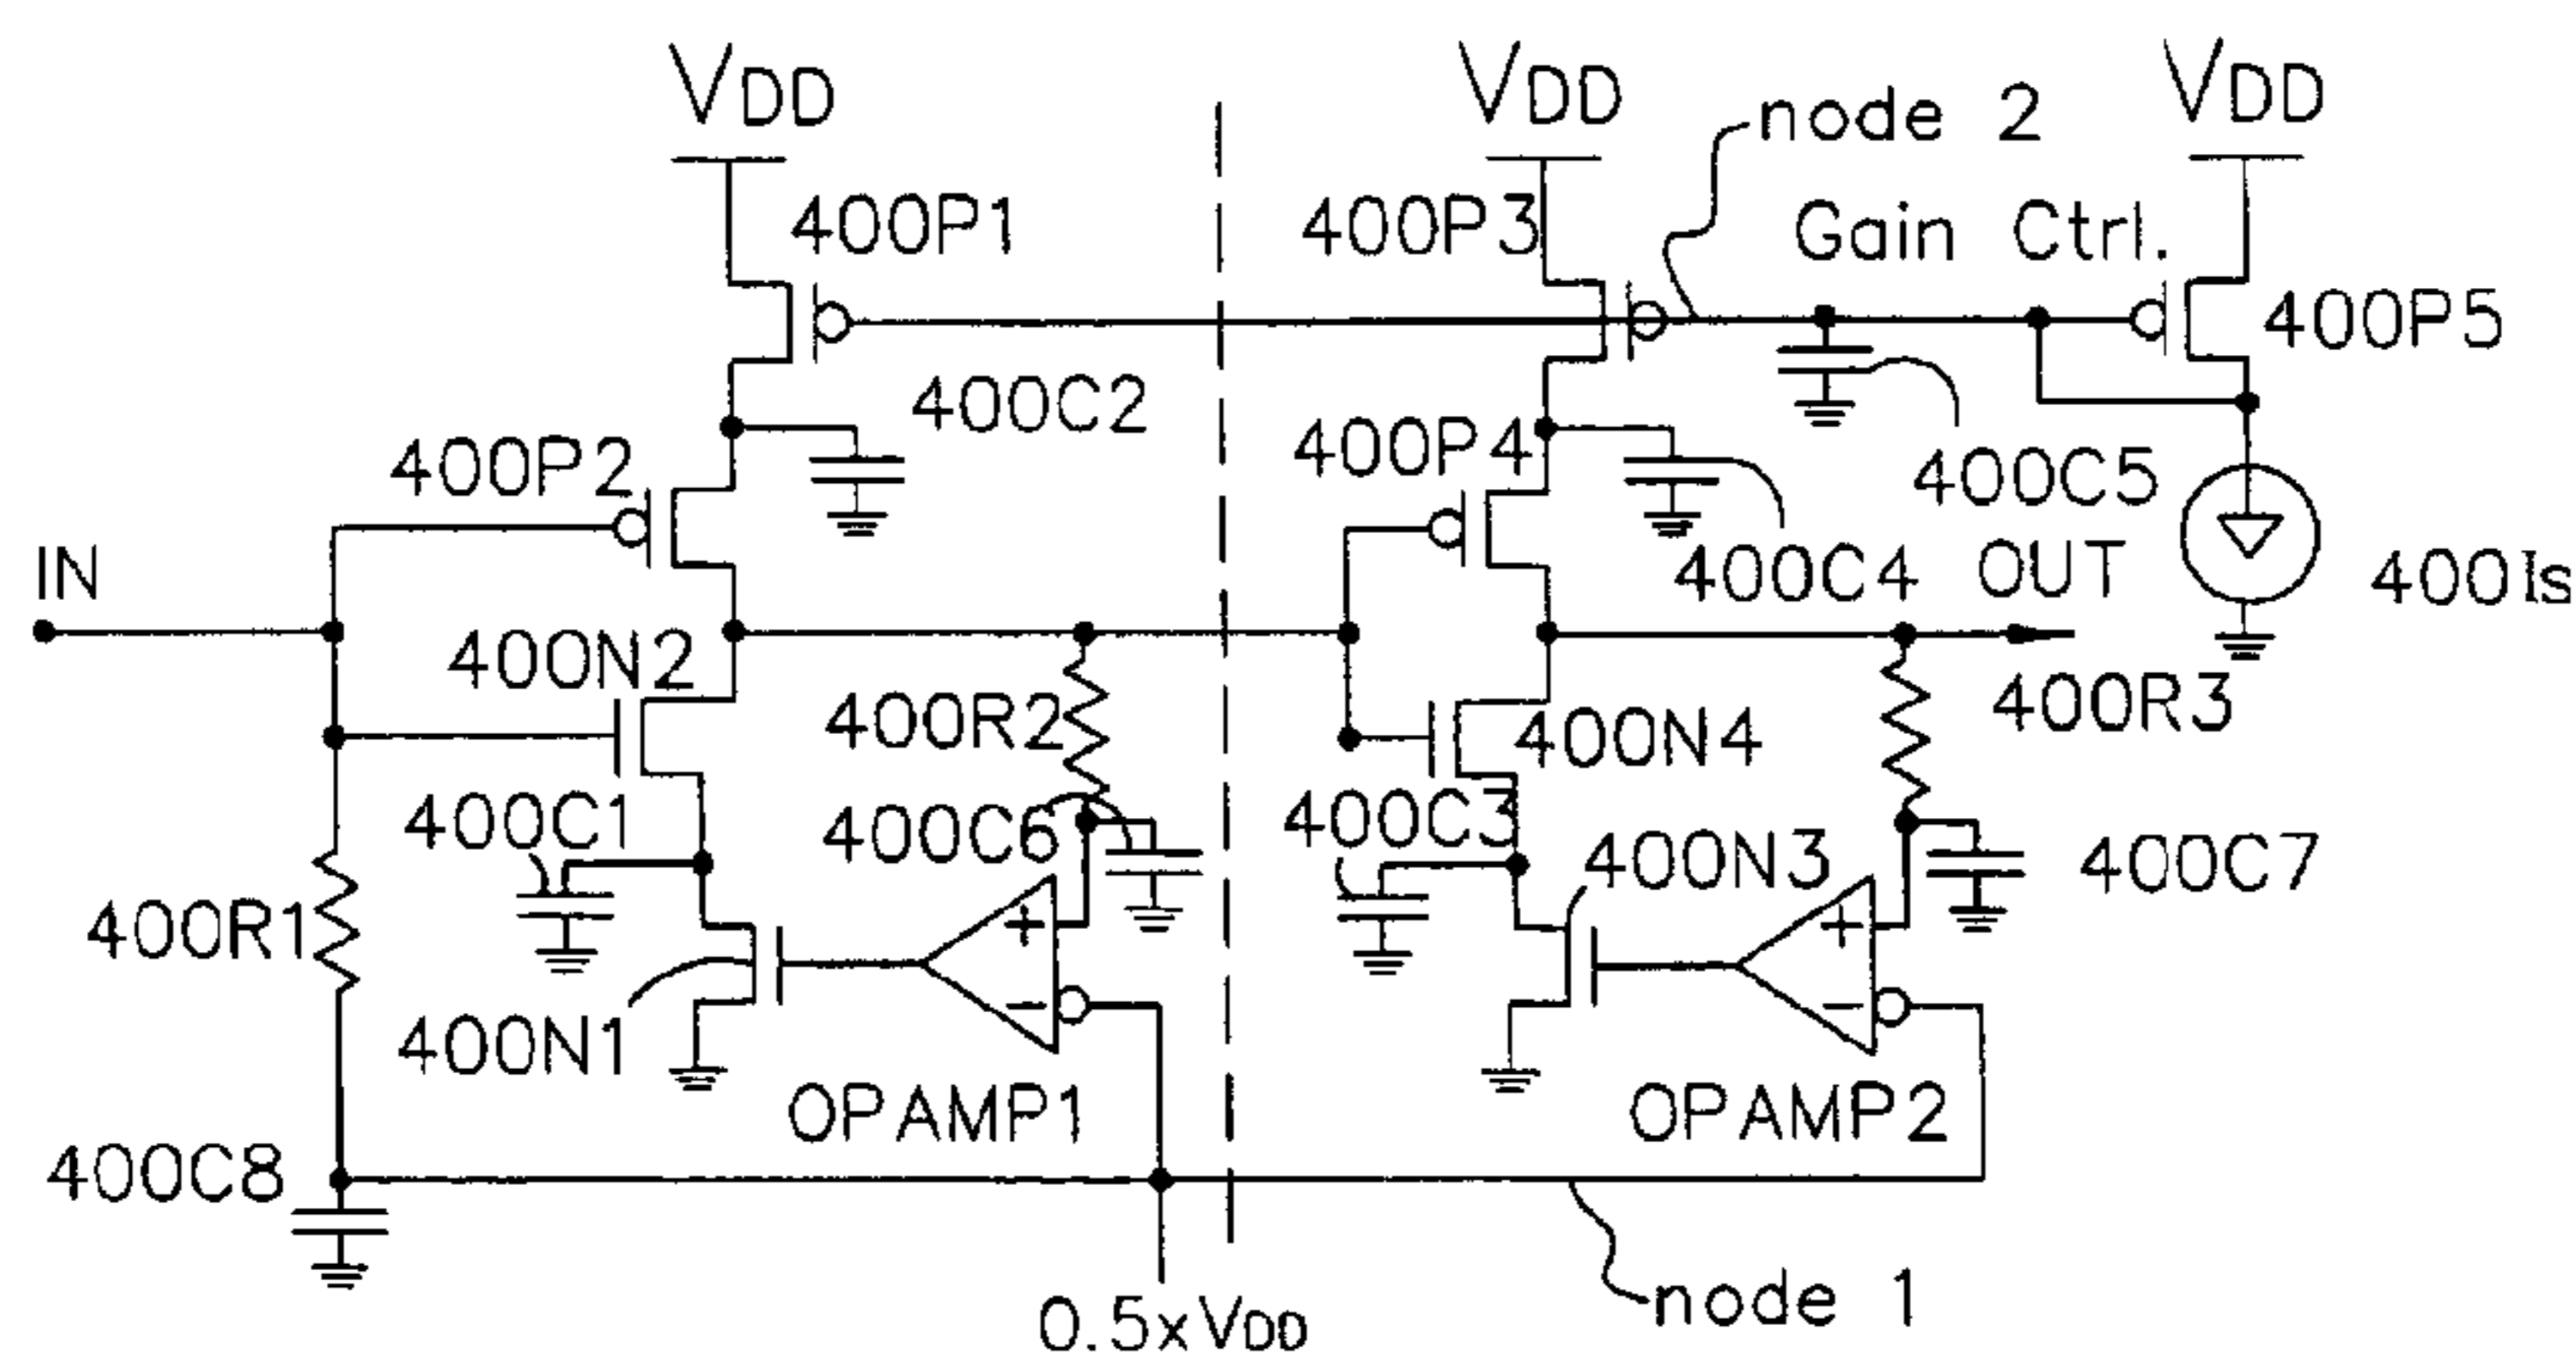 VDD VDD VDD
node 2
400P1 400P3 Gain Ctrl.
400P5
400C2
400P2 400P4 400C5
IN 400C4 OUT 400Is
400N2
400R2 400N4 400R3
400C1 400C6 400C3 400N3 400C7
400R1 + +
- -
400N1
OPAMP1 OPAMP2
400C8
0.5xVDD node 1